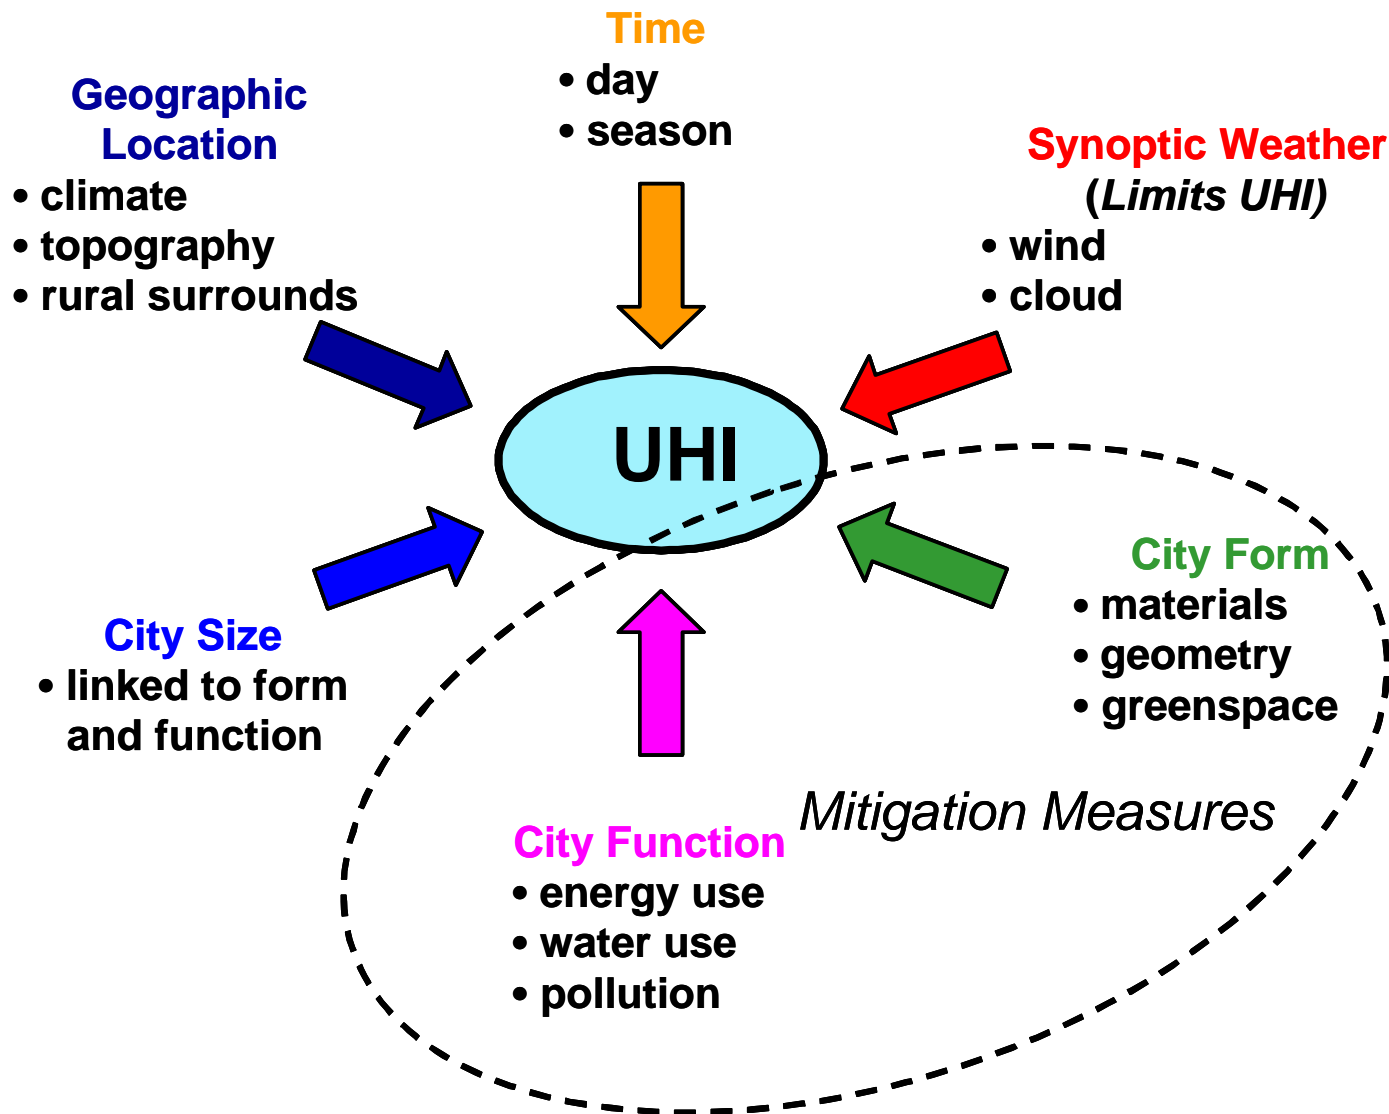 Time
• day
• season
Geographic
Location
• climate
• topography
• rural surrounds
Synoptic Weather
(Limits UHI)
• wind
• cloud
UHI
City Size
• linked to form
and function
City Form
• materials
• geometry
• greenspace
Mitigation Measures
City Function
• energy use
• water use
• pollution